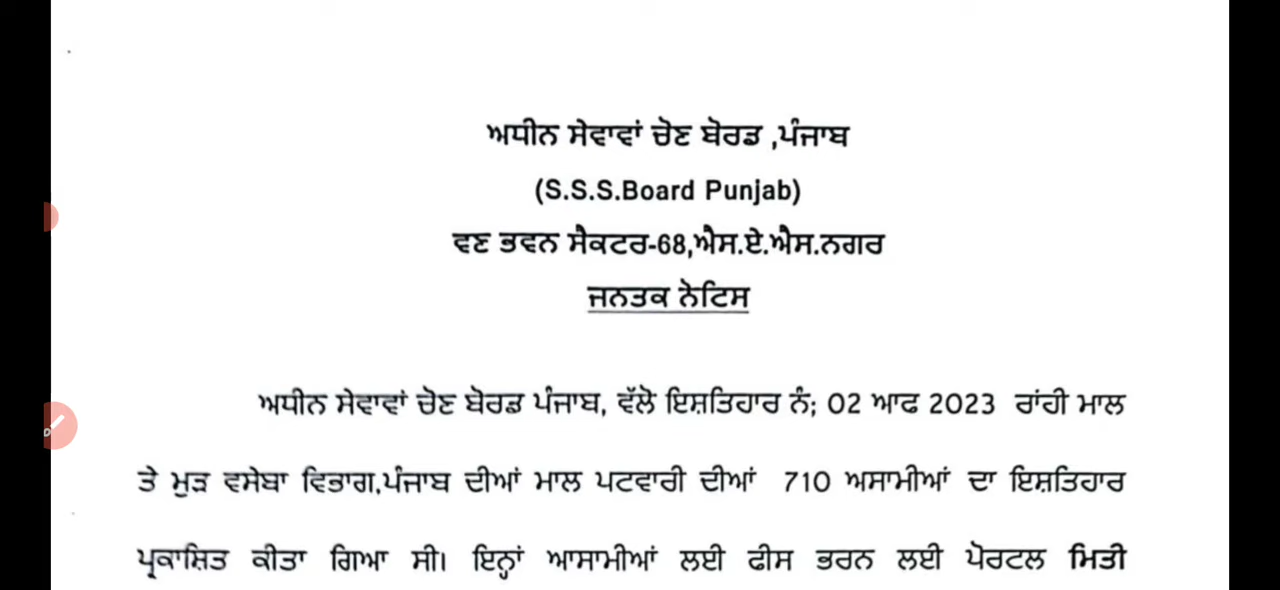 ਅਧੀਨ ਸੇਵਾਵਾਂ ਚੋਣ ਬੋਰਡ ,ਪੰਜਾਬ
(S.S.S.Board Punjab)
ਵਣ ਭਵਨ ਸੈਕਟਰ-68,ਐਸ.ਏ.ਐਸ.ਨਗਰ
ਜਨਤਕ ਨੋਟਿਸ
ਅਧੀਨ ਸੇਵਾਵਾਂ ਚੋਣ ਬੋਰਡ ਪੰਜਾਬ, ਵੱਲੋ ਇਸ਼ਤਿਹਾਰ ਨੰ; 02 ਆਫ 2023 ਰਾਂਹੀ ਮਾਲ
ਤੇ ਮੁੜ ਵਸੇਬਾ ਵਿਭਾਗ,ਪੰਜਾਬ ਦੀਆਂ ਮਾਲ ਪਟਵਾਰੀ ਦੀਆਂ 710 ਅਸਾਮੀਆਂ ਦਾ ਇਸ਼ਤਿਹਾਰ
ਪ੍ਰਕਾਸ਼ਿਤ ਕੀਤਾ ਗਿਆ ਸੀ। ਇਨ੍ਹਾਂ ਆਸਾਮੀਆਂ ਲਈ ਫੀਸ ਭਰਨ ਲਈ ਪੋਰਟਲ ਮਿਤੀ